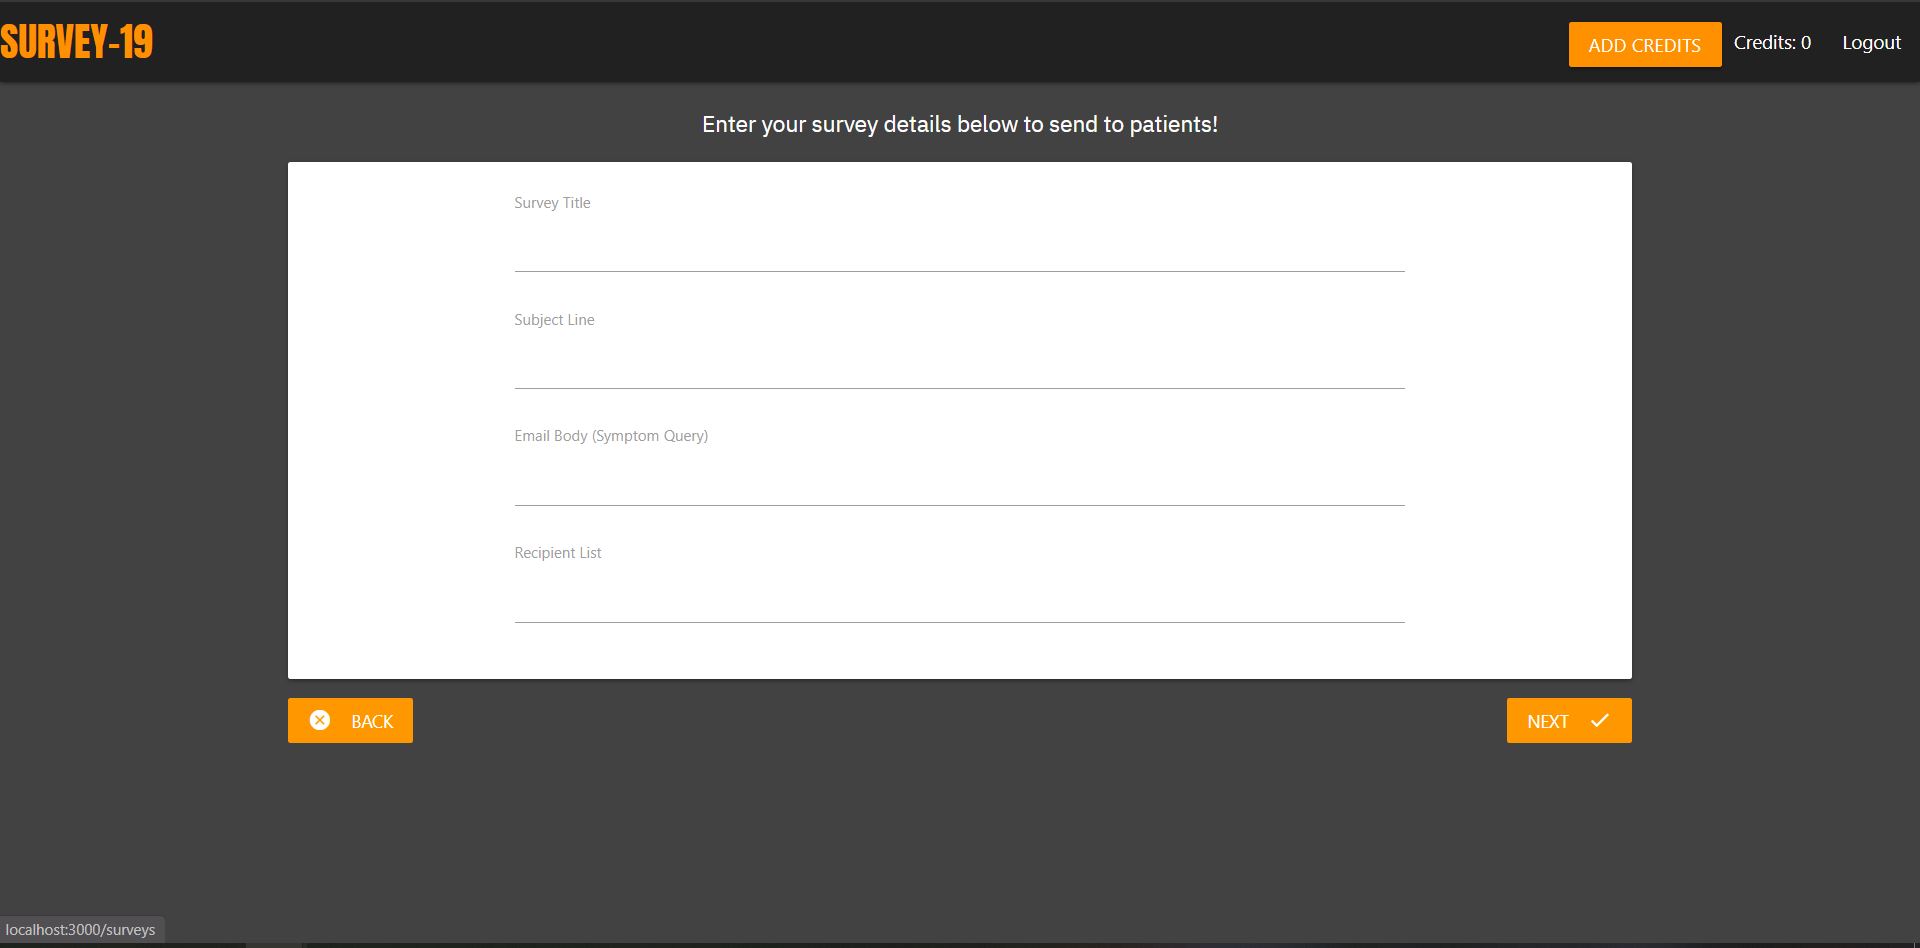 SURVEY-19
ADD CREDITS Credits: 0 Logout
Enter your survey details below to send to patients!
Survey Title
Subject Line
Email Body (Symptom Query)
Recipient List
BACK NEXT
localhost:3000/surveys